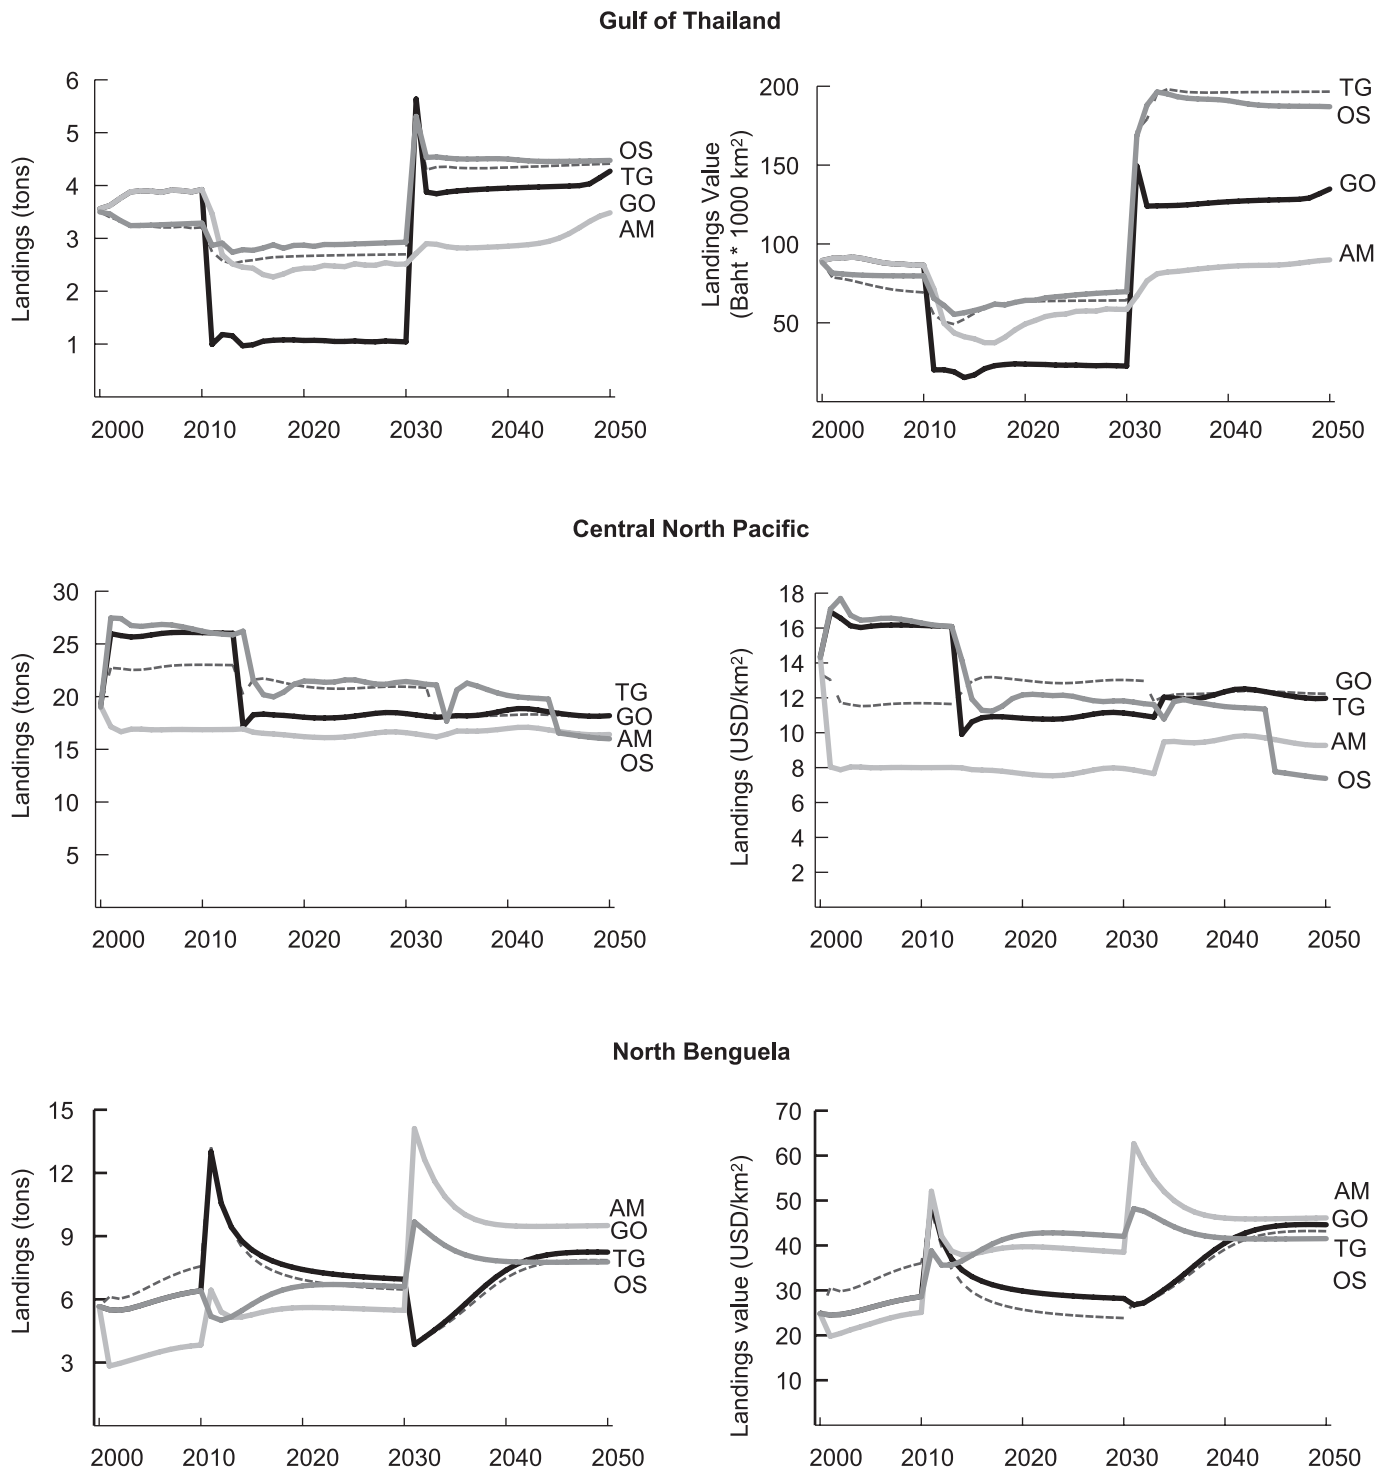 Gulf of Thailand
Landings (tons)
6
5
4
3
2
1
OS
TG
GO
AM
2000 2010 2020 2030 2040 2050
Landings Value
(Baht * 1000 km²)
200
150
100
50
TG
OS
GO
AM
2000 2010 2020 2030 2040 2050
Central North Pacific
Landings (tons)
30
25
20
15
10
5
TG
GO
AM
OS
2000 2010 2020 2030 2040 2050
Landings (USD/km²)
18
16
14
12
10
8
6
4
2
GO
TG
AM
OS
2000 2010 2020 2030 2040 2050
North Benguela
Landings (tons)
15
12
9
6
3
AM
GO
TG
OS
2000 2010 2020 2030 2040 2050
Landings value (USD/km²)
70
60
50
40
30
20
10
AM
GO
TG
OS
2000 2010 2020 2030 2040 2050